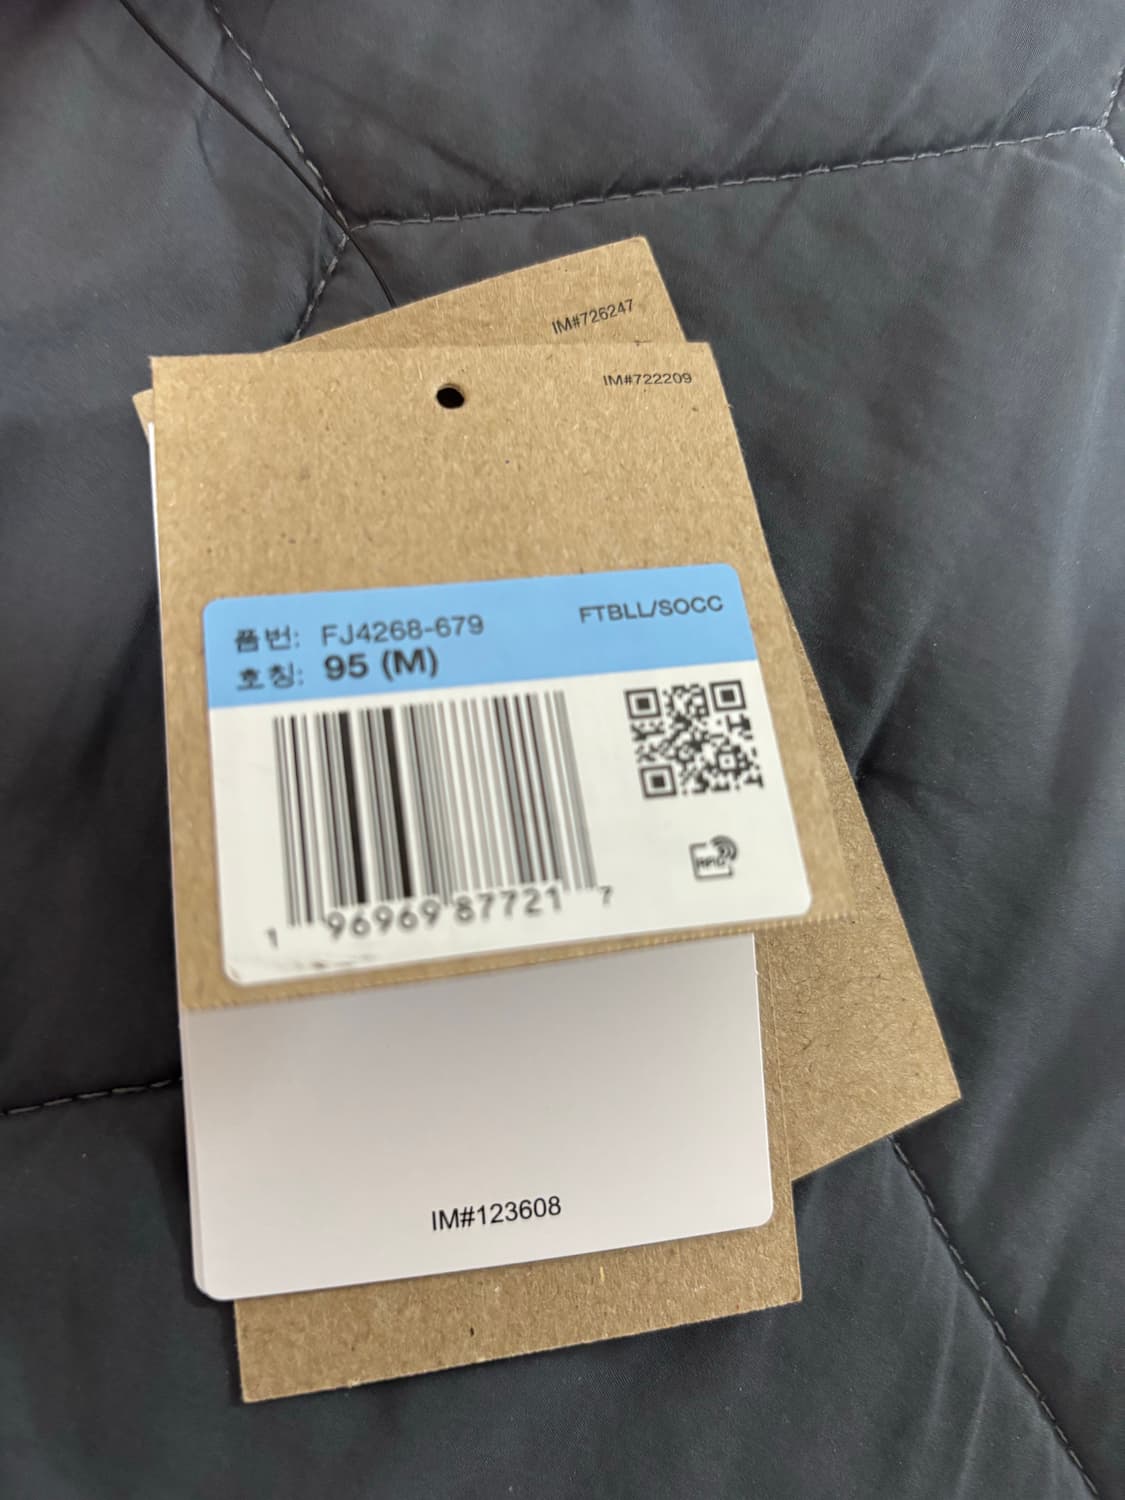 IM#726247
IM#722209
품번: FJ4268-679
FTBLL/SOCC
호칭: 95 (M)
1 96969 87721 7
RFID
IM#123608